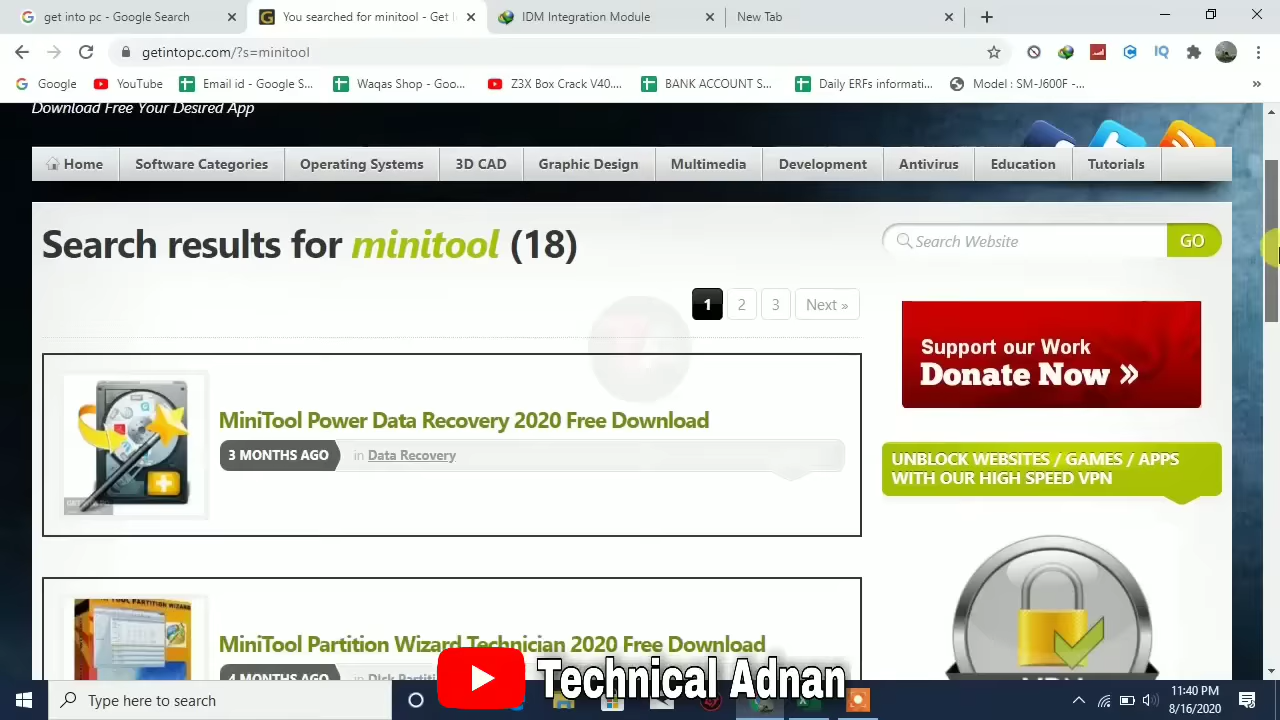 get into pc - Google Search
You searched for minitool - Get I
IDM Integration Module
New Tab
getintopc.com/?s=minitool
Google
YouTube
Email id - Google S...
Waqas Shop - Goo...
Z3X Box Crack V40....
BANK ACCOUNT S...
Daily ERFs informati...
Model : SM-J600F -...
Download Free Your Desired App
Home
Software Categories
Operating Systems
3D CAD
Graphic Design
Multimedia
Development
Antivirus
Education
Tutorials
Search results for minitool (18)
Search Website
GO
1
2
3
Next »
Support our Work
Donate Now »
MiniTool Power Data Recovery 2020 Free Download
3 MONTHS AGO
in Data Recovery
UNBLOCK WEBSITES / GAMES / APPS
WITH OUR HIGH SPEED VPN
MiniTool Partition Wizard Technician 2020 Free Download
4 MONTHS AGO
Technical Adnan
Type here to search
11:40 PM
8/16/2020